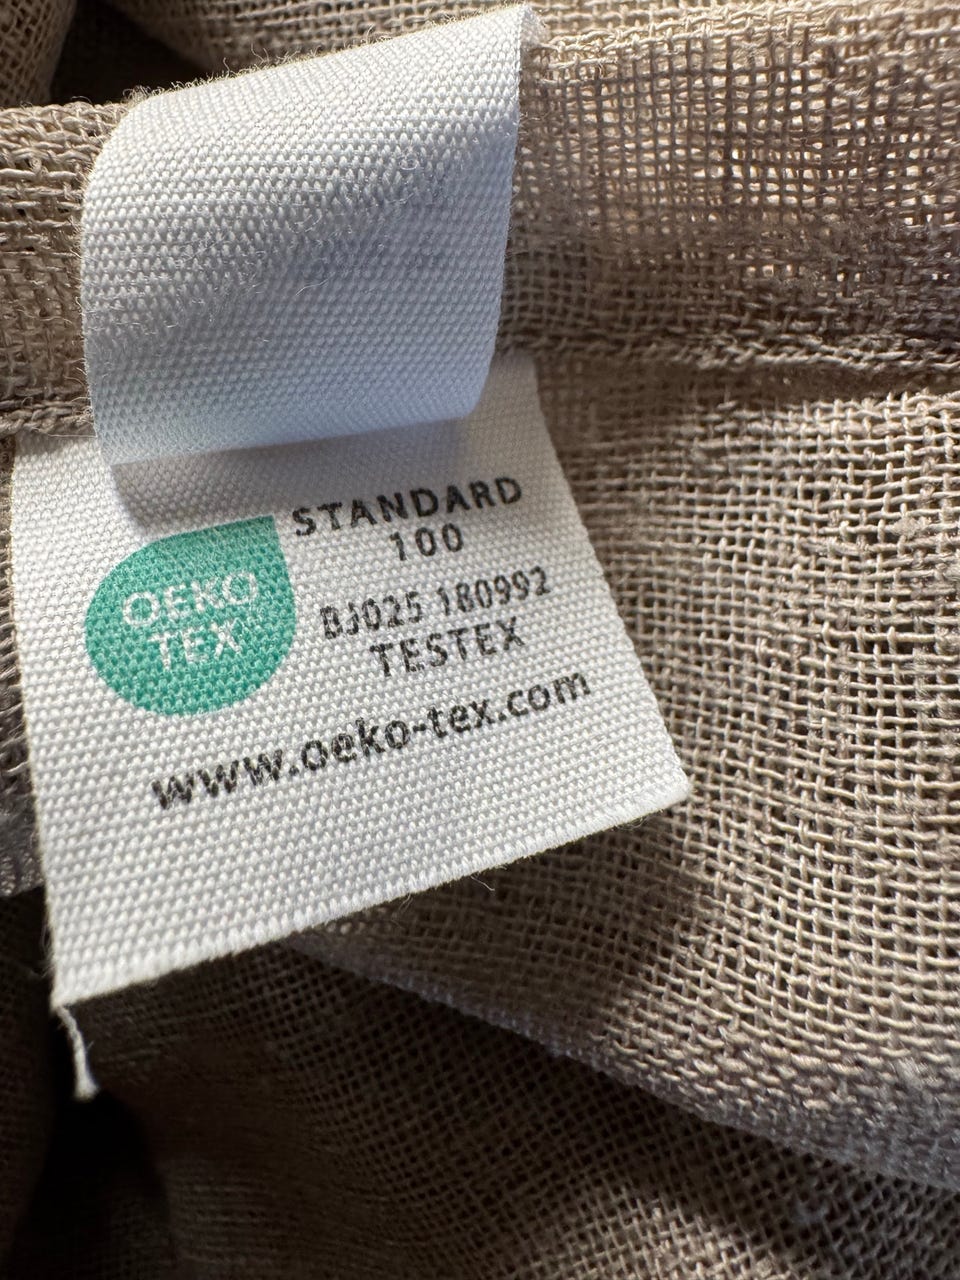 STANDARD
100
OEKO
TEX
BJ025 180992
TESTEX
www.oeko-tex.com